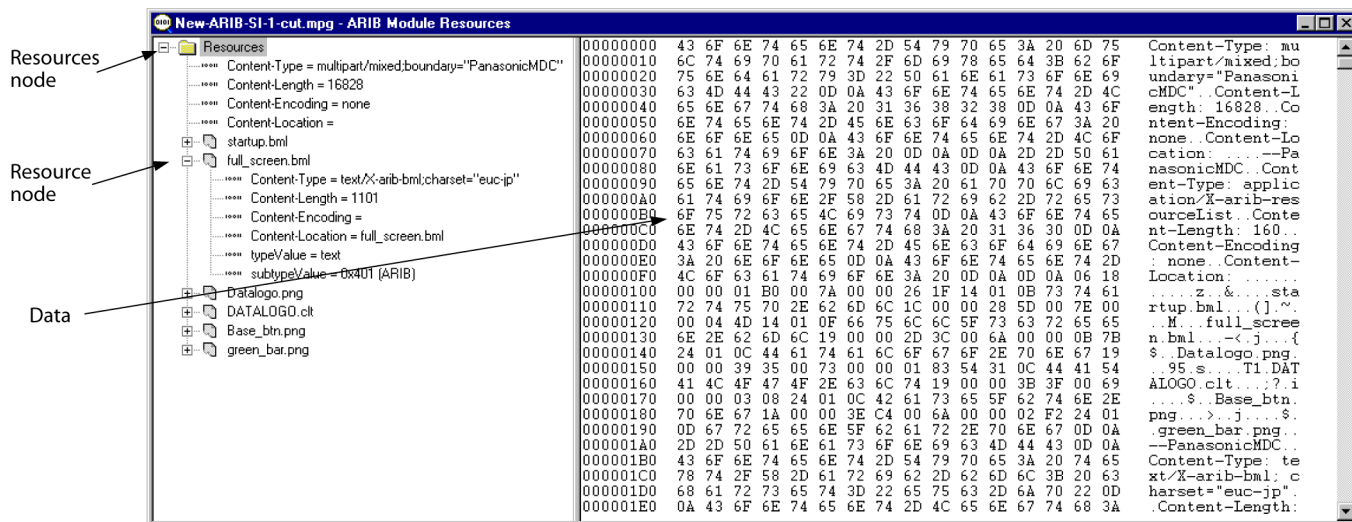 New-ARIB-SI-1-cut.mpg - ARIB Module Resources
Resources node
Resource node
Data
Resources
Content-Type = multipart/mixed;boundary="PanasonicMDC"
Content-Length = 16828
Content-Encoding = none
Content-Location =
startup.bml
full_screen.bml
Content-Type = text/X-arib-bml;charset="euc-jp"
Content-Length = 1101
Content-Encoding =
Content-Location = full_screen.bml
typeValue = text
subtypeValue = 0x401 (ARIB)
Datalogo.png
DATALOGO.clt
Base_btn.png
green_bar.png
00000000 43 6F 6E 74 65 6E 74 2D 54 79 70 65 3A 20 6D 75 Content-Type: mu
00000010 6C 74 69 70 61 72 74 2F 6D 69 78 65 64 3B 62 6F ltipart/mixed;bo
00000020 75 6E 64 61 72 79 3D 22 50 61 6E 61 73 6F 6E 69 undary="Panasoni
00000030 63 4D 44 43 22 0D 0A 43 6F 6E 74 65 6E 74 2D 4C cMDC"..Content-L
00000040 65 6E 67 74 68 3A 20 31 36 38 32 38 0D 0A 43 6F ength: 16828..Co
00000050 6E 74 65 6E 74 2D 45 6E 63 6F 64 69 6E 67 3A 20 ntent-Encoding:
00000060 6E 6F 6E 65 0D 0A 43 6F 6E 74 65 6E 74 2D 4C 6F none..Content-Lo
00000070 63 61 74 69 6F 6E 3A 20 0D 0A 0D 0A 2D 2D 50 61 cation: ....--Pa
00000080 6E 61 73 6F 6E 69 63 4D 44 43 0D 0A 43 6F 6E 74 nasonicMDC..Cont
00000090 65 6E 74 2D 54 79 70 65 3A 20 61 70 70 6C 69 63 ent-Type: applic
000000A0 61 74 69 6F 6E 2F 58 2D 61 72 69 62 2D 72 65 73 ation/X-arib-res
000000B0 6F 75 72 63 65 4C 69 73 74 0D 0A 43 6F 6E 74 65 ourceList..Conte
000000C0 6E 74 2D 4C 65 6E 67 74 68 3A 20 31 36 30 0D 0A nt-Length: 160..
000000D0 43 6F 6E 74 65 6E 74 2D 45 6E 63 6F 64 69 6E 67 Content-Encoding
000000E0 3A 20 6E 6F 6E 65 0D 0A 43 6F 6E 74 65 6E 74 2D : none..Content-
000000F0 4C 6F 63 61 74 69 6F 6E 3A 20 0D 0A 0D 0A 06 18 Location: ......
00000100 00 00 01 B0 00 7A 00 00 26 1F 14 01 0B 73 74 61 .....z..&....sta
00000110 72 74 75 70 2E 62 6D 6C 1C 00 00 28 5D 00 7E 00 rtup.bml...(].~.
00000120 00 04 4D 14 01 0F 66 75 6C 6C 5F 73 63 72 65 65 ..M...full_scree
00000130 6E 2E 62 6D 6C 19 00 00 2D 3C 00 6A 00 00 0B 7B n.bml...-<.j...{
00000140 24 01 0C 44 61 74 61 6C 6F 67 6F 2E 70 6E 67 19 $..Datalogo.png.
00000150 00 00 39 35 00 73 00 00 01 83 54 31 0C 44 41 54 ..95.s....T1.DAT
00000160 41 4C 4F 47 4F 2E 63 6C 74 19 00 00 3B 3F 00 69 ALOGO.clt...;?.i
00000170 00 00 03 08 24 01 0C 42 61 73 65 5F 62 74 6E 2E ....$..Base_btn.
00000180 70 6E 67 1A 00 00 3E C4 00 6A 00 00 02 F2 24 01 png...>..j....$.
00000190 0D 67 72 65 65 6E 5F 62 61 72 2E 70 6E 67 0D 0A .green_bar.png..
000001A0 2D 2D 50 61 6E 61 73 6F 6E 69 63 4D 44 43 0D 0A --PanasonicMDC..
000001B0 43 6F 6E 74 65 6E 74 2D 54 79 70 65 3A 20 74 65 Content-Type: te
000001C0 78 74 2F 58 2D 61 72 69 62 2D 62 6D 6C 3B 20 63 xt/X-arib-bml; c
000001D0 68 61 72 73 65 74 3D 22 65 75 63 2D 6A 70 22 0D harset="euc-jp".
000001E0 0A 43 6F 6E 74 65 6E 74 2D 4C 65 6E 67 74 68 3A .Content-Length: